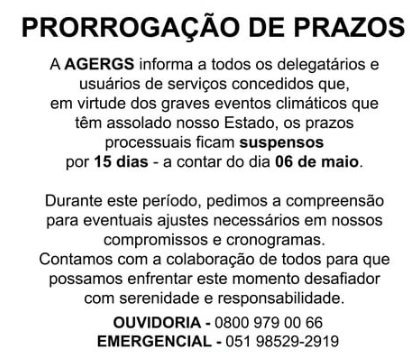 PRORROGAÇÃO DE PRAZOS
A AGERGS informa a todos os delegatários e
usuários de serviços concedidos que,
em virtude dos graves eventos climáticos que
têm assolado nosso Estado, os prazos
processuais ficam suspensos
por 15 dias - a contar do dia 06 de maio.
Durante este período, pedimos a compreensão
para eventuais ajustes necessários em nossos
compromissos e cronogramas.
Contamos com a colaboração de todos para que
possamos enfrentar este momento desafiador
com serenidade e responsabilidade.
OUVIDORIA - 0800 979 00 66
EMERGENCIAL - 051 98529-2919